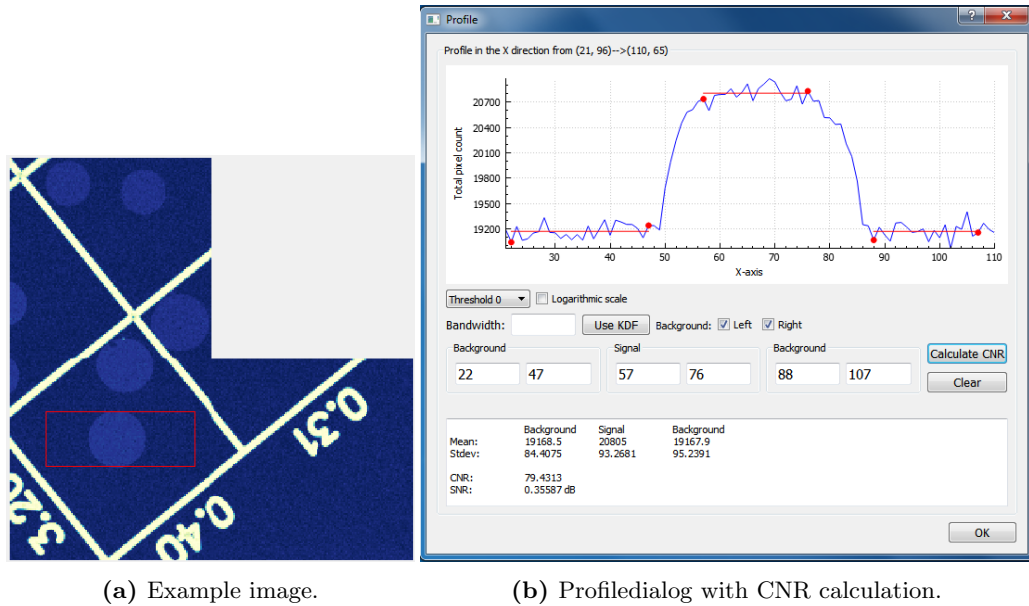 0.31
0.40
3.20
(a) Example image.
Profile
Profile in the X direction from (21, 96)-->(110, 65)
Total pixel count
20700
20400
20100
19800
19500
19200
30 40 50 60 70 80 90 100 110
X-axis
Threshold 0 Logarithmic scale
Bandwidth: Use KDF Background: Left Right
Background Signal Background
22 47 57 76 88 107
Calculate CNR
Clear
Background Signal Background
Mean: 19168.5 20805 19167.9
Stdev: 84.4075 93.2681 95.2391
CNR: 79.4313
SNR: 0.35587 dB
OK
(b) Profiledialog with CNR calculation.